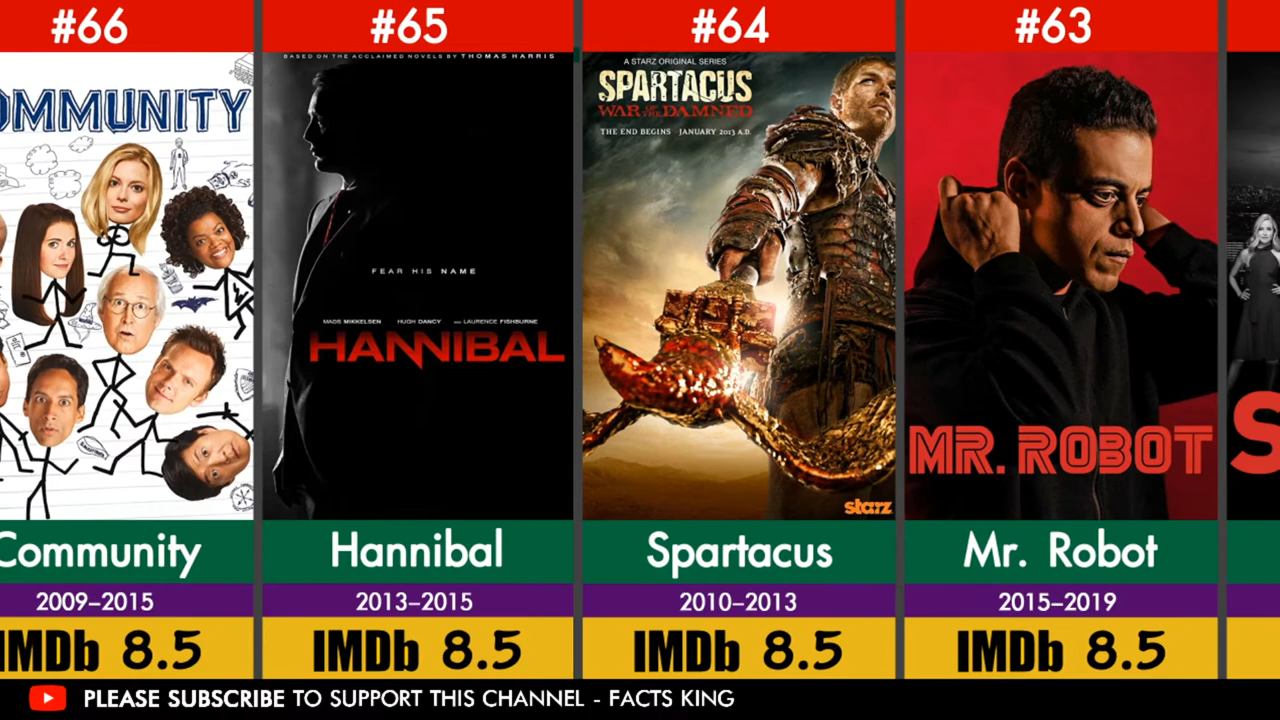 #66
OMMUNITY
Community
2009–2015
IMDb 8.5
#65
BASED ON THE ACCLAIMED NOVELS BY THOMAS HARRIS
FEAR HIS NAME
MADS MIKKELSEN HUGH DANCY AND LAURENCE FISHBURNE
HANNIBAL
Hannibal
2013–2015
IMDb 8.5
#64
A STARZ ORIGINAL SERIES
SPARTACUS
WAR OF THE DAMNED
THE END BEGINS JANUARY 2013 A.D.
starz
Spartacus
2010–2013
IMDb 8.5
#63
MR. ROBOT
Mr. Robot
2015–2019
IMDb 8.5
S
PLEASE SUBSCRIBE TO SUPPORT THIS CHANNEL - FACTS KING